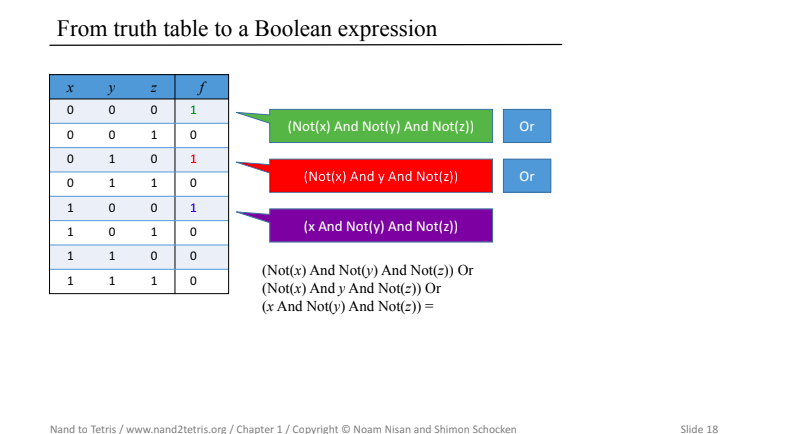 From truth table to a Boolean expression
x y z f
0 0 0 1
0 0 1 0
0 1 0 1
0 1 1 0
1 0 0 1
1 0 1 0
1 1 0 0
1 1 1 0
(Not(x) And Not(y) And Not(z)) Or
(Not(x) And y And Not(z)) Or
(x And Not(y) And Not(z))
(Not(x) And Not(y) And Not(z)) Or
(Not(x) And y And Not(z)) Or
(x And Not(y) And Not(z)) =
Nand to Tetris / www.nand2tetris.org / Chapter 1 / Copyright © Noam Nisan and Shimon Schocken Slide 18